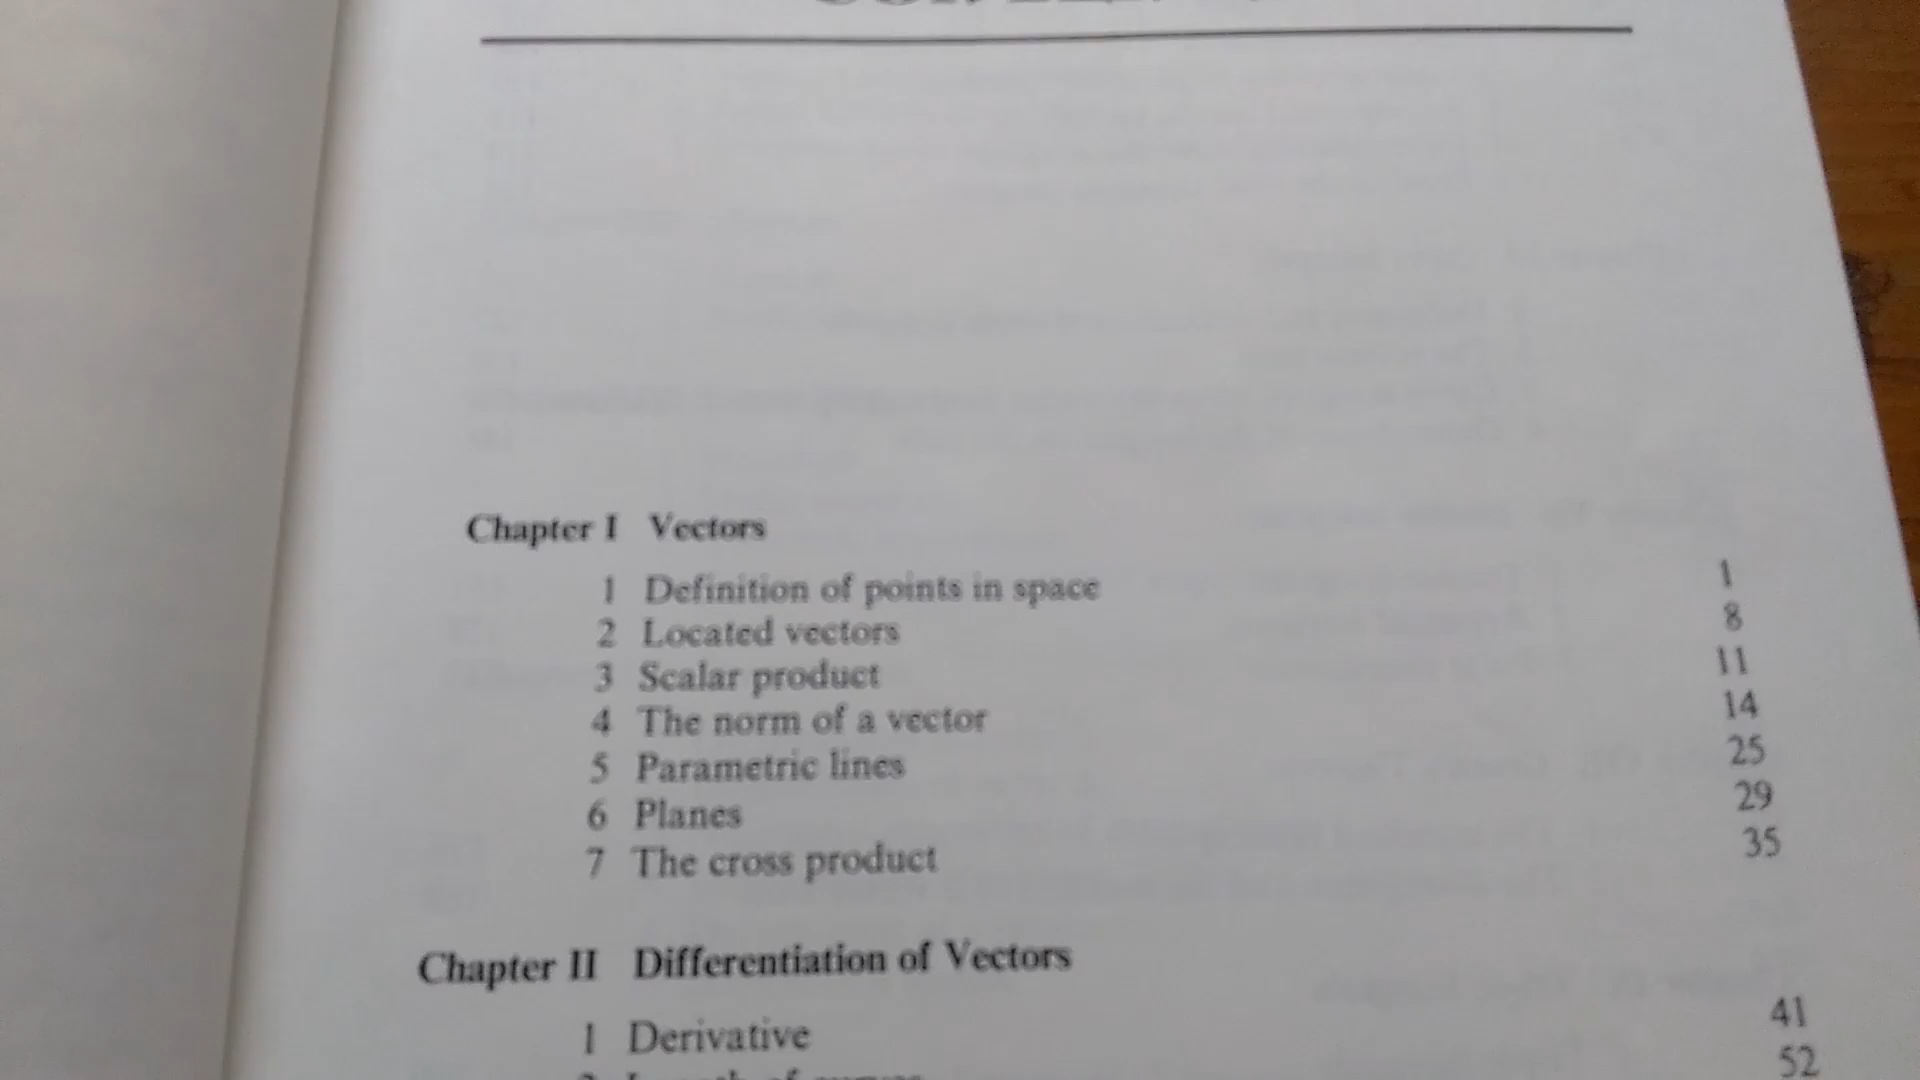 Chapter I Vectors
1 Definition of points in space 1
2 Located vectors 8
3 Scalar product 11
4 The norm of a vector 14
5 Parametric lines 25
6 Planes 29
7 The cross product 35
Chapter II Differentiation of Vectors
1 Derivative 41
52